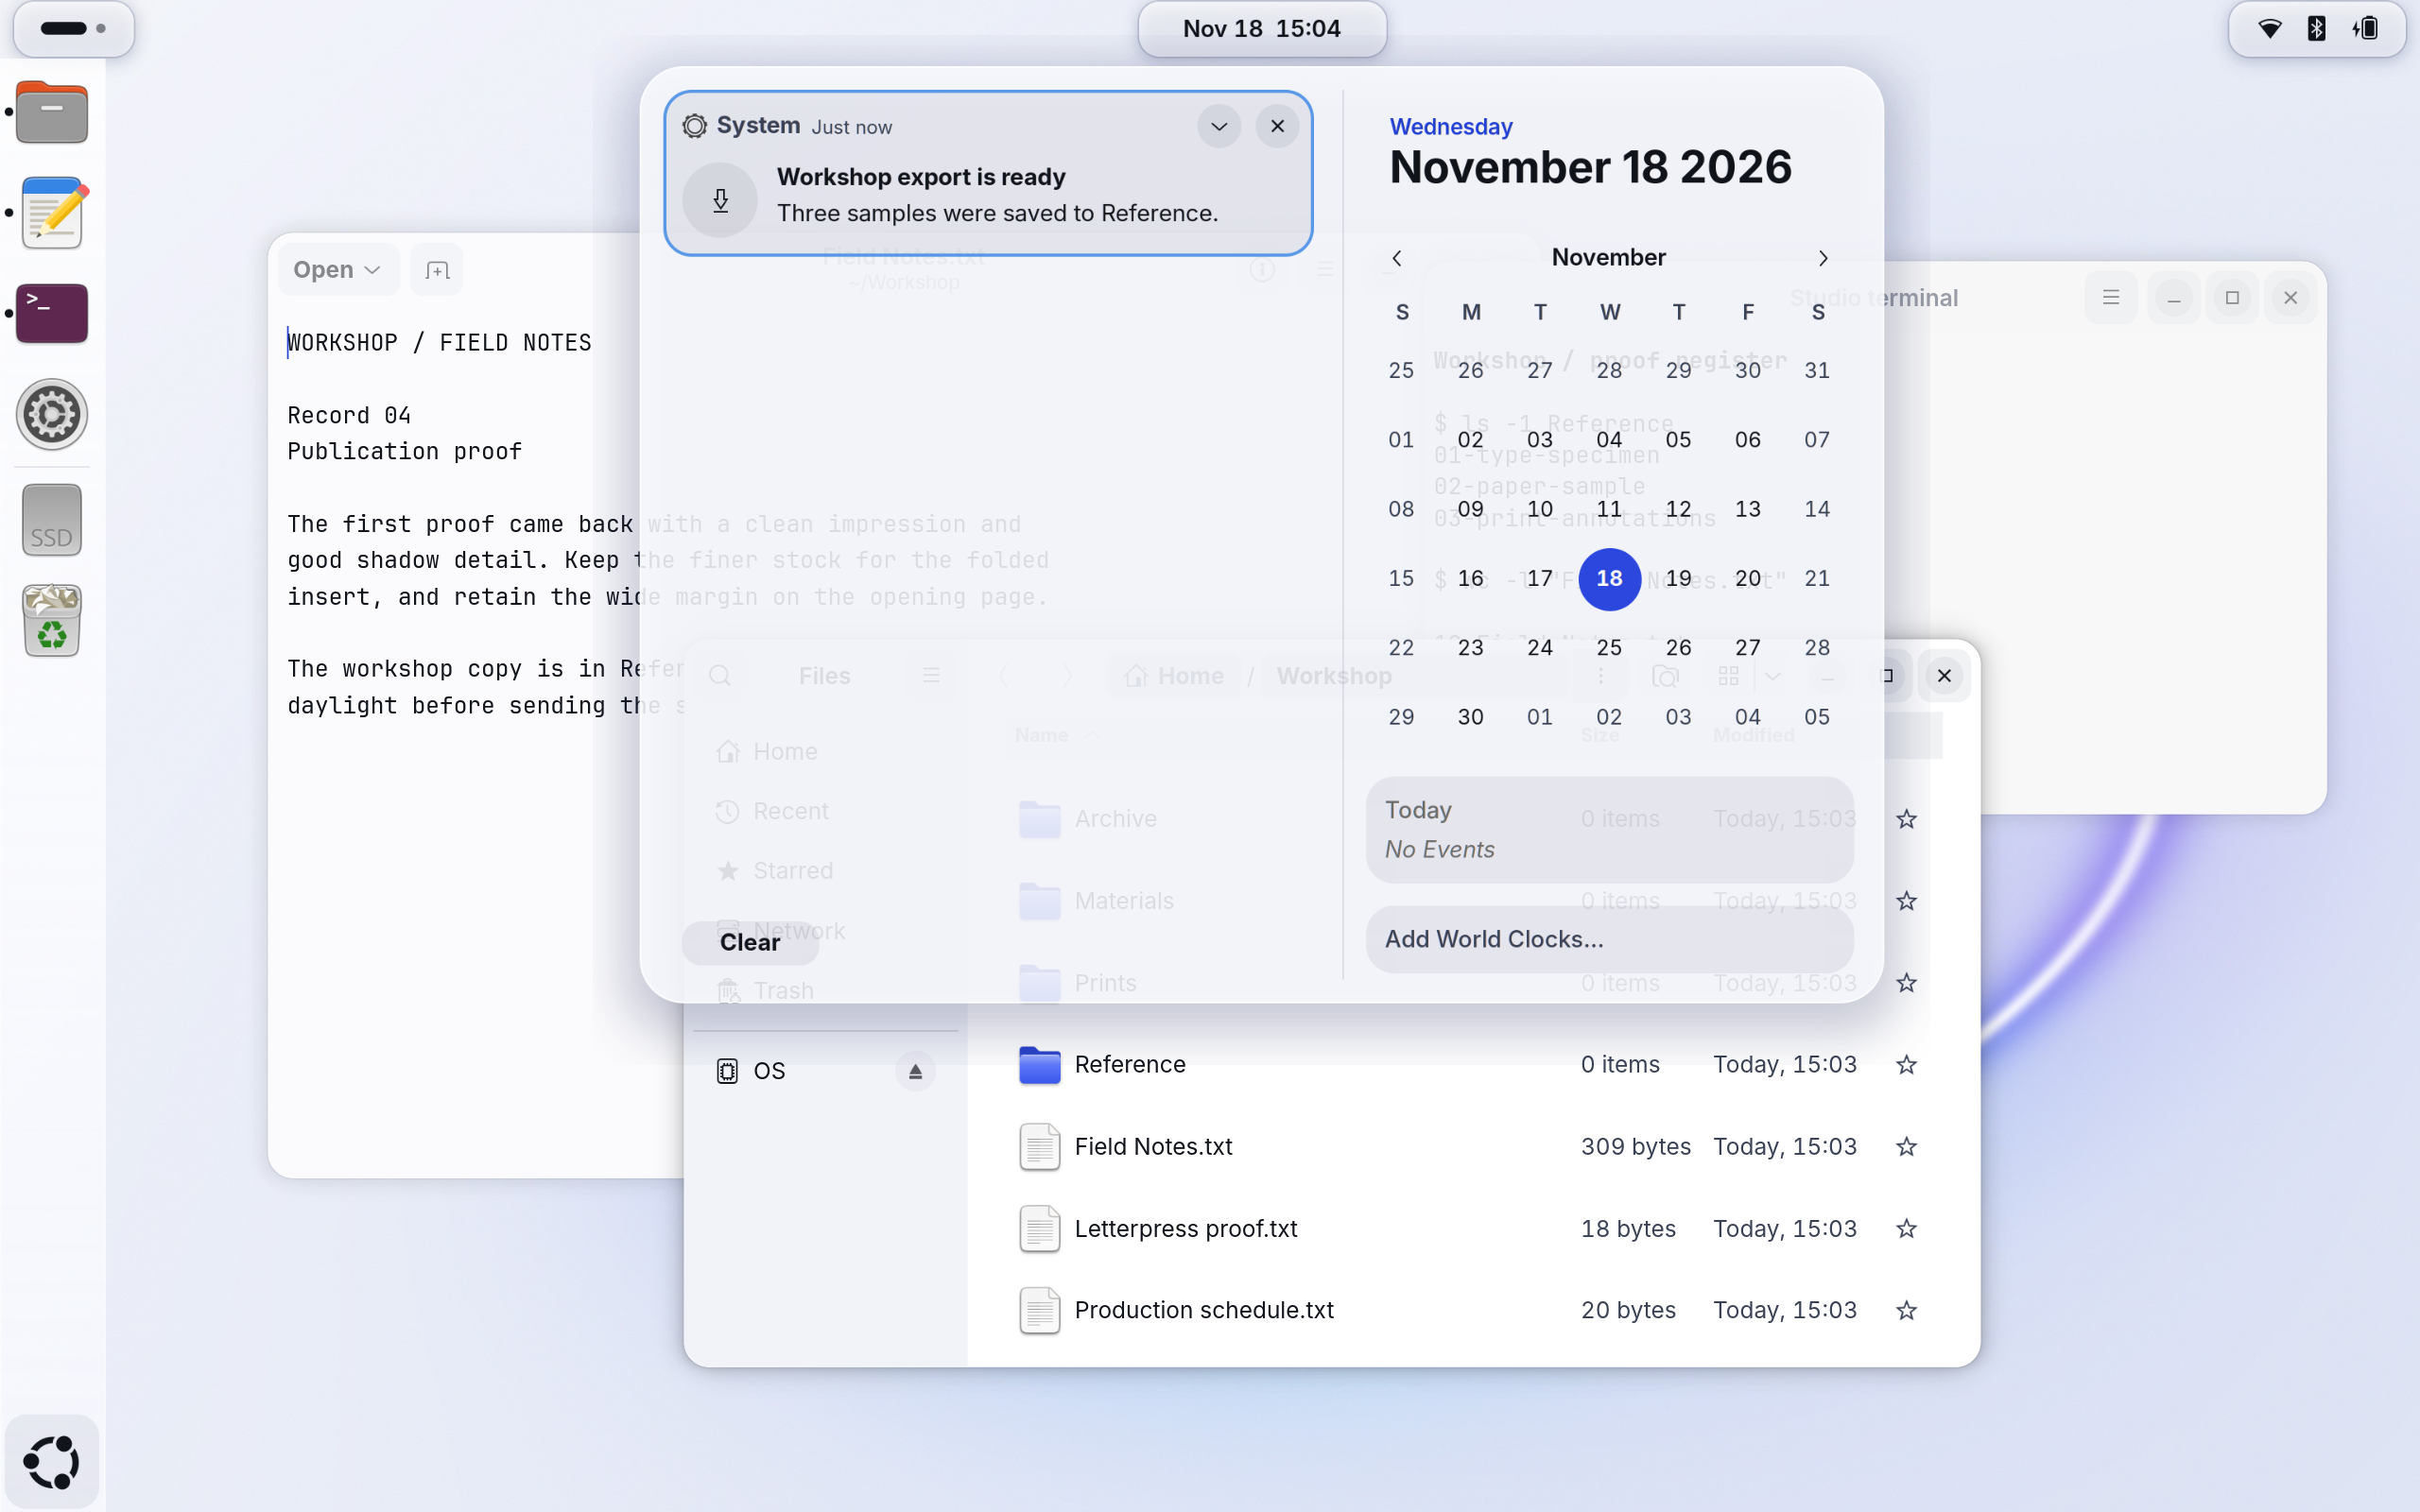 Nov 18 15:04
System Just now
Workshop export is ready
Three samples were saved to Reference.
Clear
Wednesday
November 18 2026
November
S M T W T F S
25 26 27 28 29 30 31
01 02 03 04 05 06 07
08 09 10 11 12 13 14
15 16 17 18 19 20 21
22 23 24 25 26 27 28
29 30 01 02 03 04 05
Today
No Events
Add World Clocks...
Open
Field Notes.txt
~/Workshop
WORKSHOP / FIELD NOTES
Record 04
Publication proof
The first proof came back with a clean impression and
good shadow detail. Keep the finer stock for the folded
insert, and retain the wide margin on the opening page.
The workshop copy is in Refer
daylight before sending the s
Studio terminal
Workshop / proof register
$ ls -1 Reference
01-type-specimen
02-paper-sample
03-print-annotations
Notes.txt"
Files
Home / Workshop
Home
Recent
Starred
Network
Trash
OS
Name Size Modified
Archive 0 items Today, 15:03
Materials 0 items Today, 15:03
Prints 0 items Today, 15:03
Reference 0 items Today, 15:03
Field Notes.txt 309 bytes Today, 15:03
Letterpress proof.txt 18 bytes Today, 15:03
Production schedule.txt 20 bytes Today, 15:03
>_
SSD